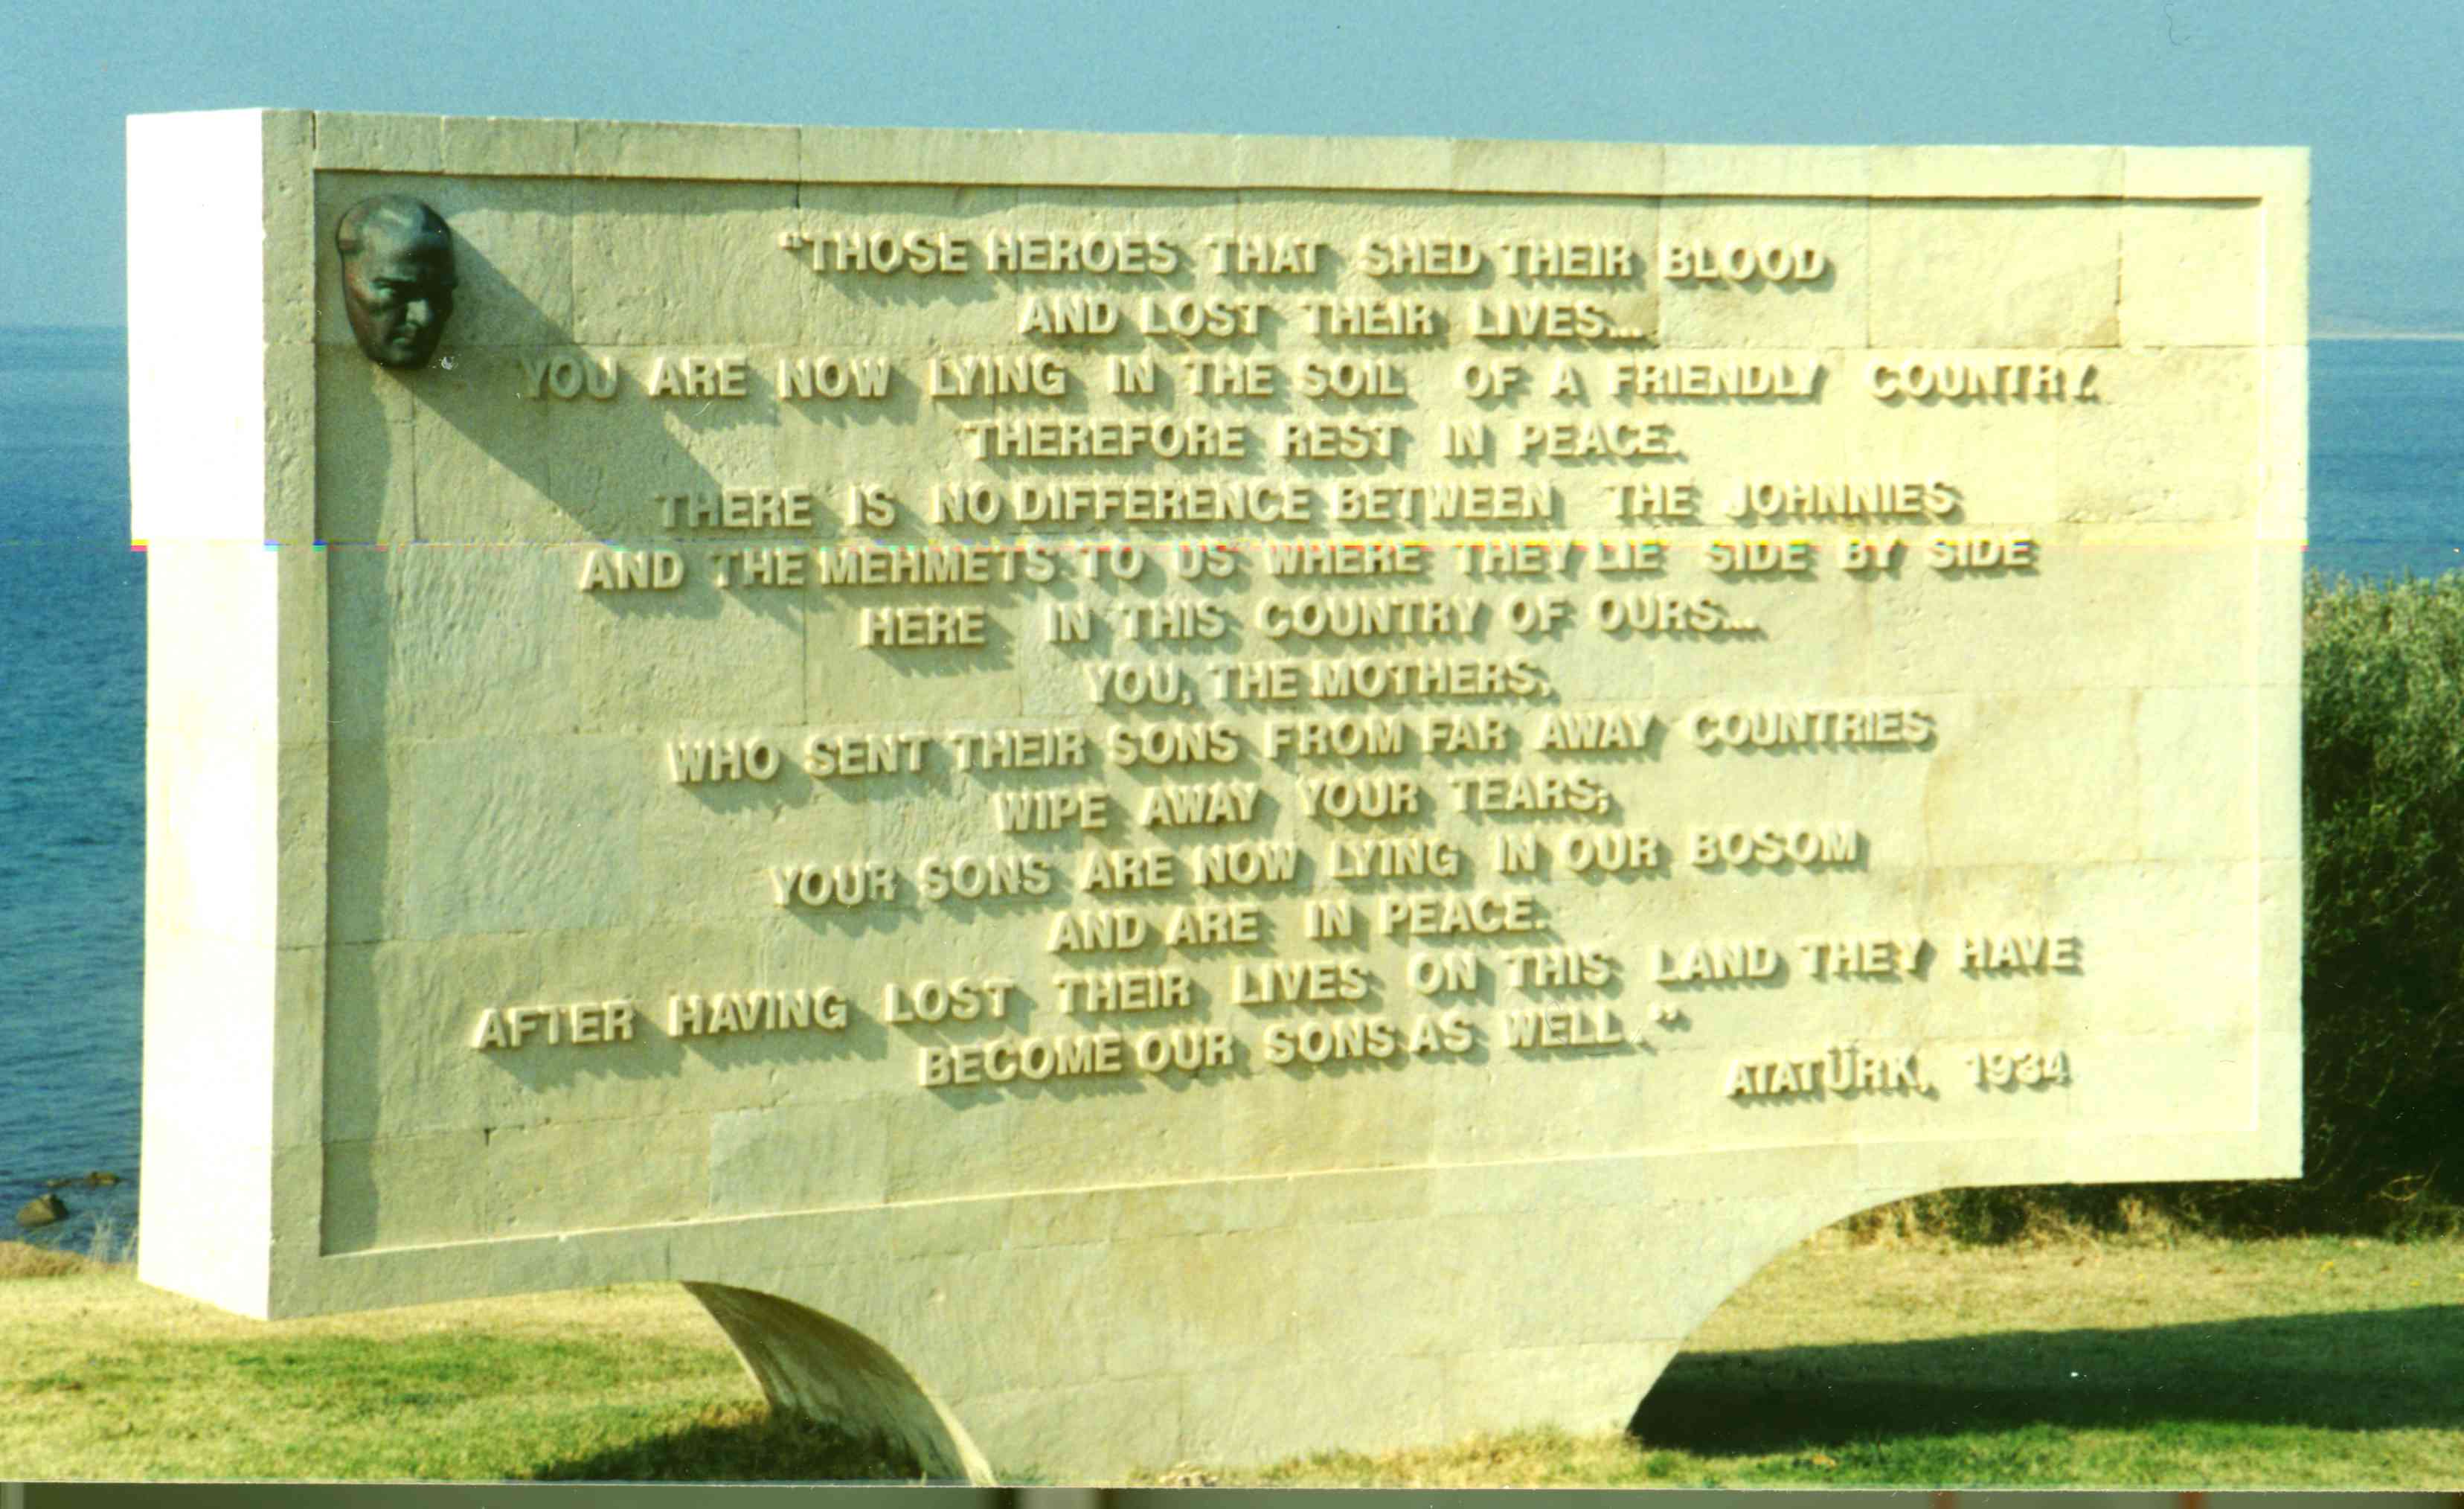 "THOSE HEROES THAT SHED THEIR BLOOD
AND LOST THEIR LIVES...
YOU ARE NOW LYING IN THE SOIL OF A FRIENDLY COUNTRY.
THEREFORE REST IN PEACE.
THERE IS NO DIFFERENCE BETWEEN THE JOHNNIES
AND THE MEHMETS TO US WHERE THEY LIE SIDE BY SIDE
HERE IN THIS COUNTRY OF OURS...
YOU, THE MOTHERS,
WHO SENT THEIR SONS FROM FAR AWAY COUNTRIES
WIPE AWAY YOUR TEARS;
YOUR SONS ARE NOW LYING IN OUR BOSOM
AND ARE IN PEACE.
AFTER HAVING LOST THEIR LIVES ON THIS LAND THEY HAVE
BECOME OUR SONS AS WELL."
ATATÜRK, 1934